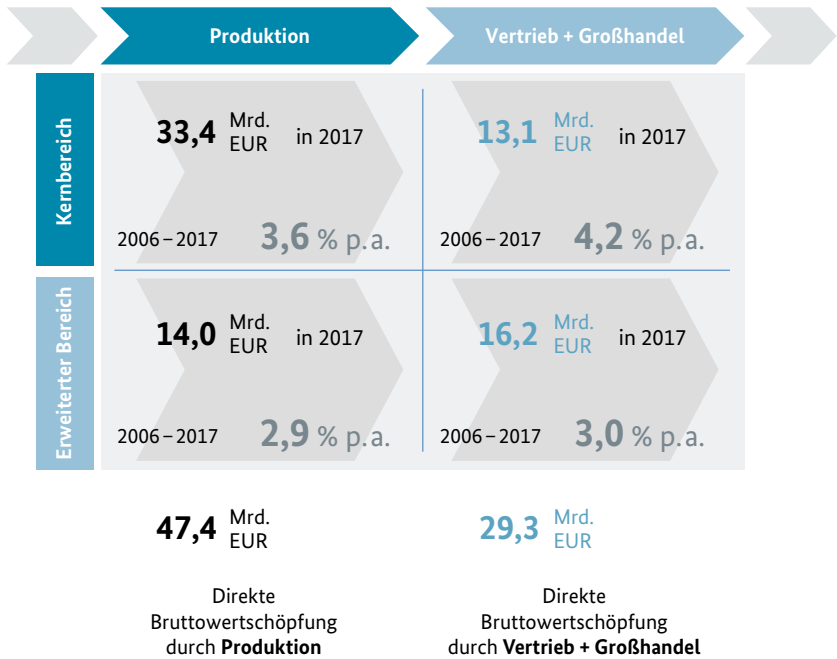 Produktion
Vertrieb + Großhandel
Kernbereich
33,4 Mrd. EUR in 2017
2006 – 2017 3,6 % p.a.
13,1 Mrd. EUR in 2017
2006 – 2017 4,2 % p.a.
Erweiterter Bereich
14,0 Mrd. EUR in 2017
2006 – 2017 2,9 % p.a.
16,2 Mrd. EUR in 2017
2006 – 2017 3,0 % p.a.
47,4 Mrd. EUR
Direkte
Bruttowertschöpfung
durch Produktion
29,3 Mrd. EUR
Direkte
Bruttowertschöpfung
durch Vertrieb + Großhandel